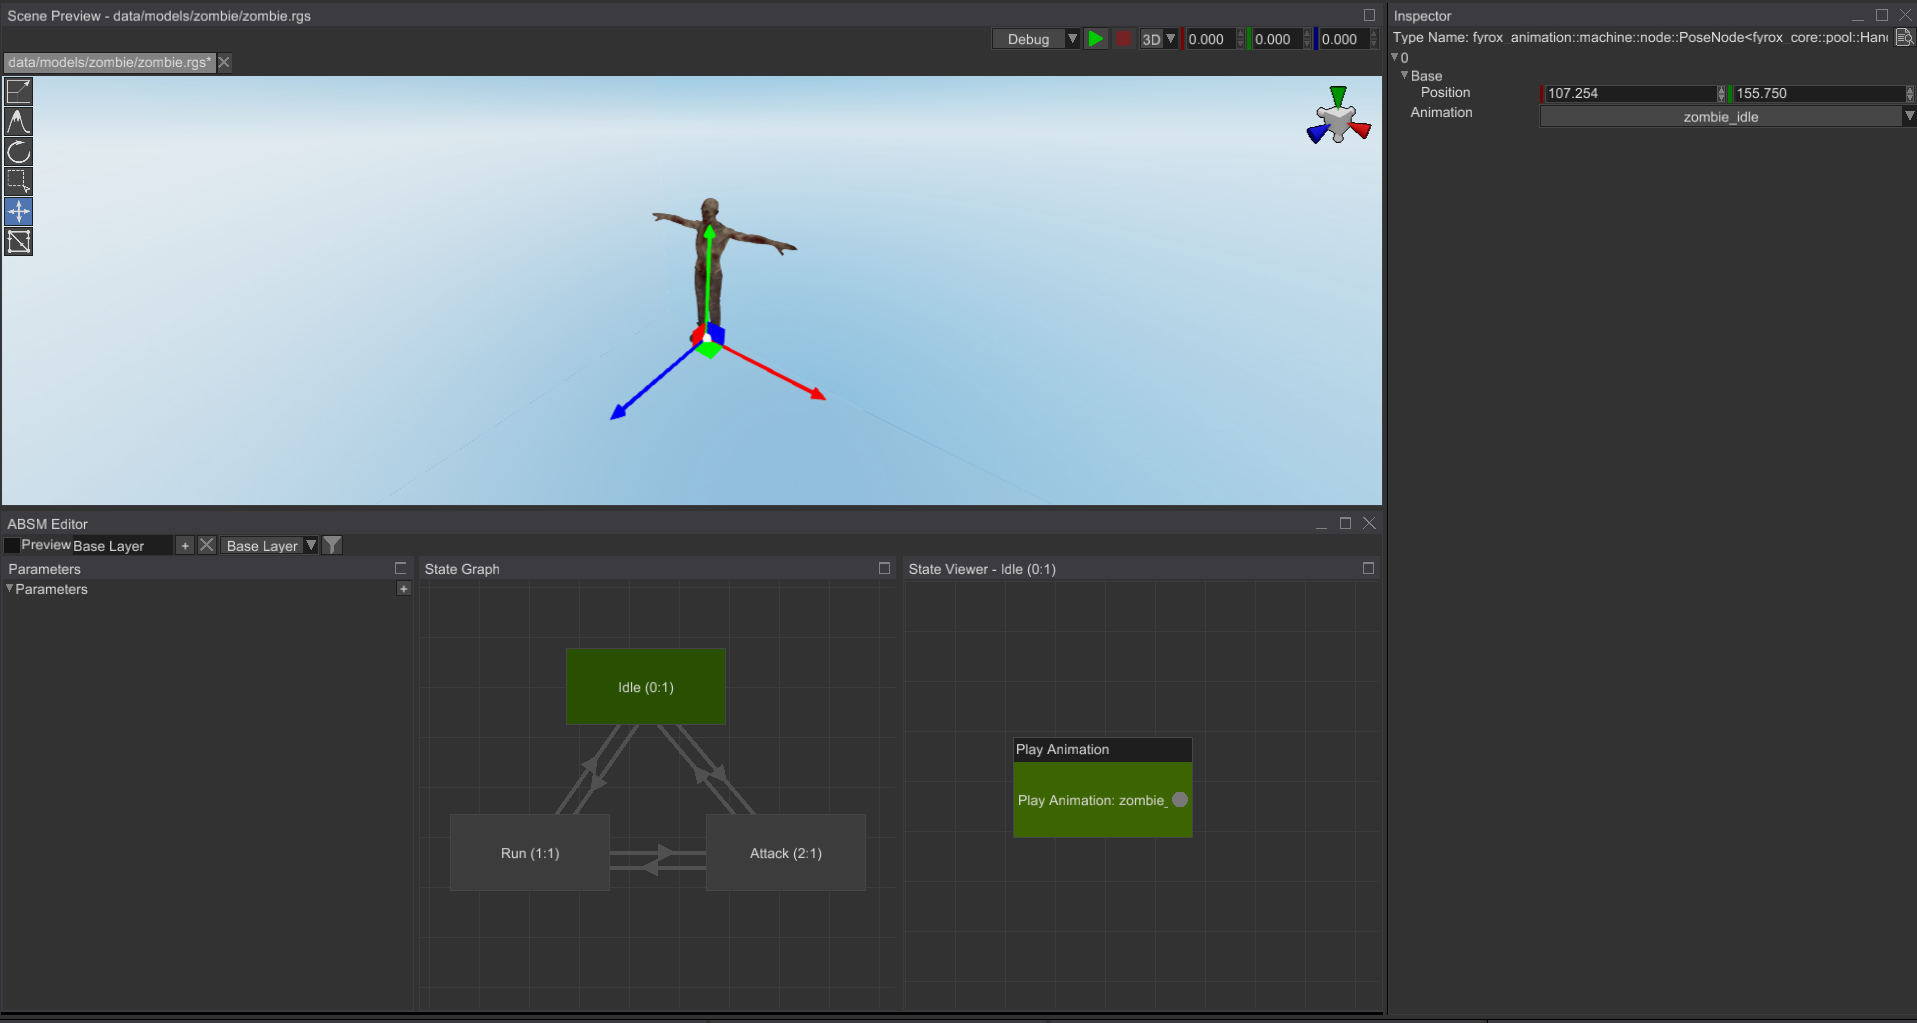 Scene Preview - data/models/zombie/zombie.rgs
Debug 3D 0.000 0.000 0.000
data/models/zombie/zombie.rgs*
ABSM Editor
Preview Base Layer + Base Layer
Parameters
Parameters +
State Graph
Idle (0:1)
Run (1:1)
Attack (2:1)
State Viewer - Idle (0:1)
Play Animation
Play Animation: zombie_
Inspector
Type Name: fyrox_animation::machine::node::PoseNode<fyrox_core::pool::Han
0
Base
Position 107.254 155.750
Animation zombie_idle